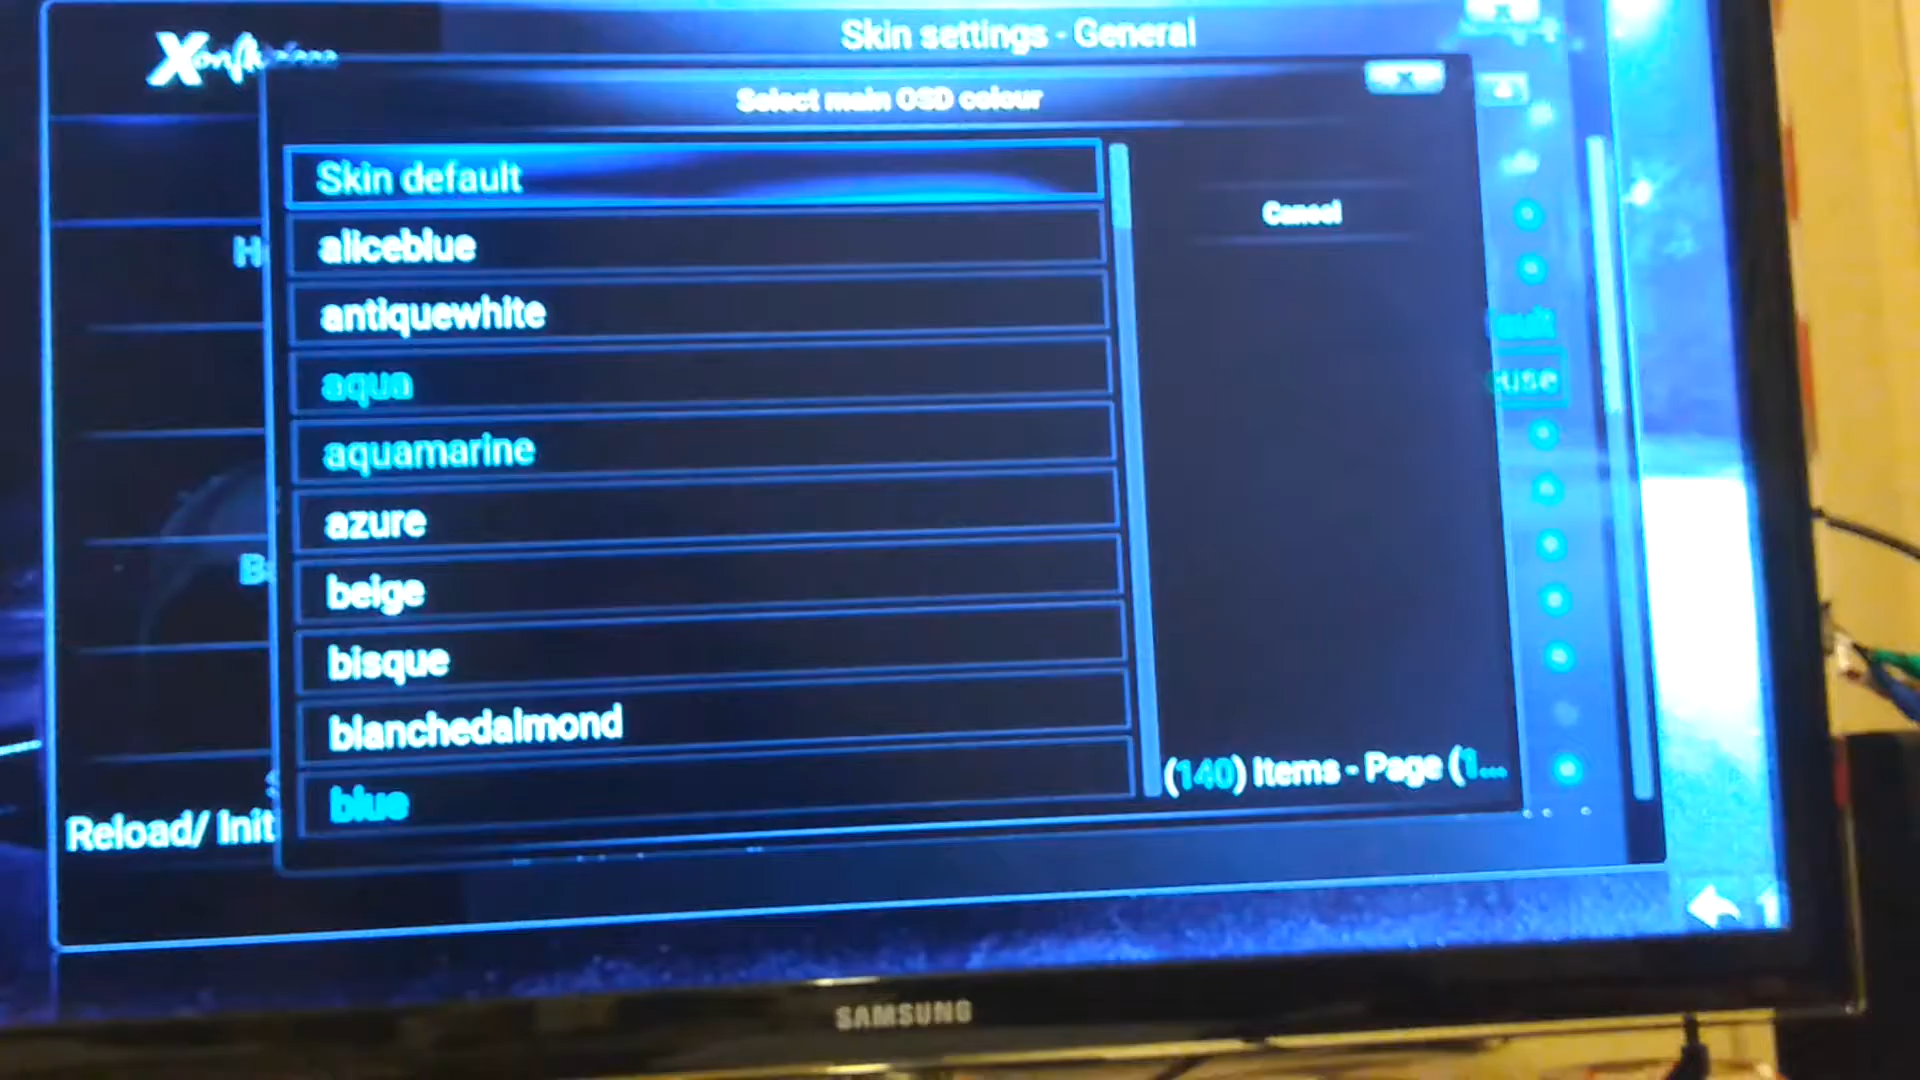 Skin settings - General
Xonfluence
Select main OSD colour
Skin default
aliceblue
antiquewhite
aqua
aquamarine
azure
beige
bisque
blanchedalmond
blue
Cancel
(140) Items - Page (1...
Reload/ Init
SAMSUNG